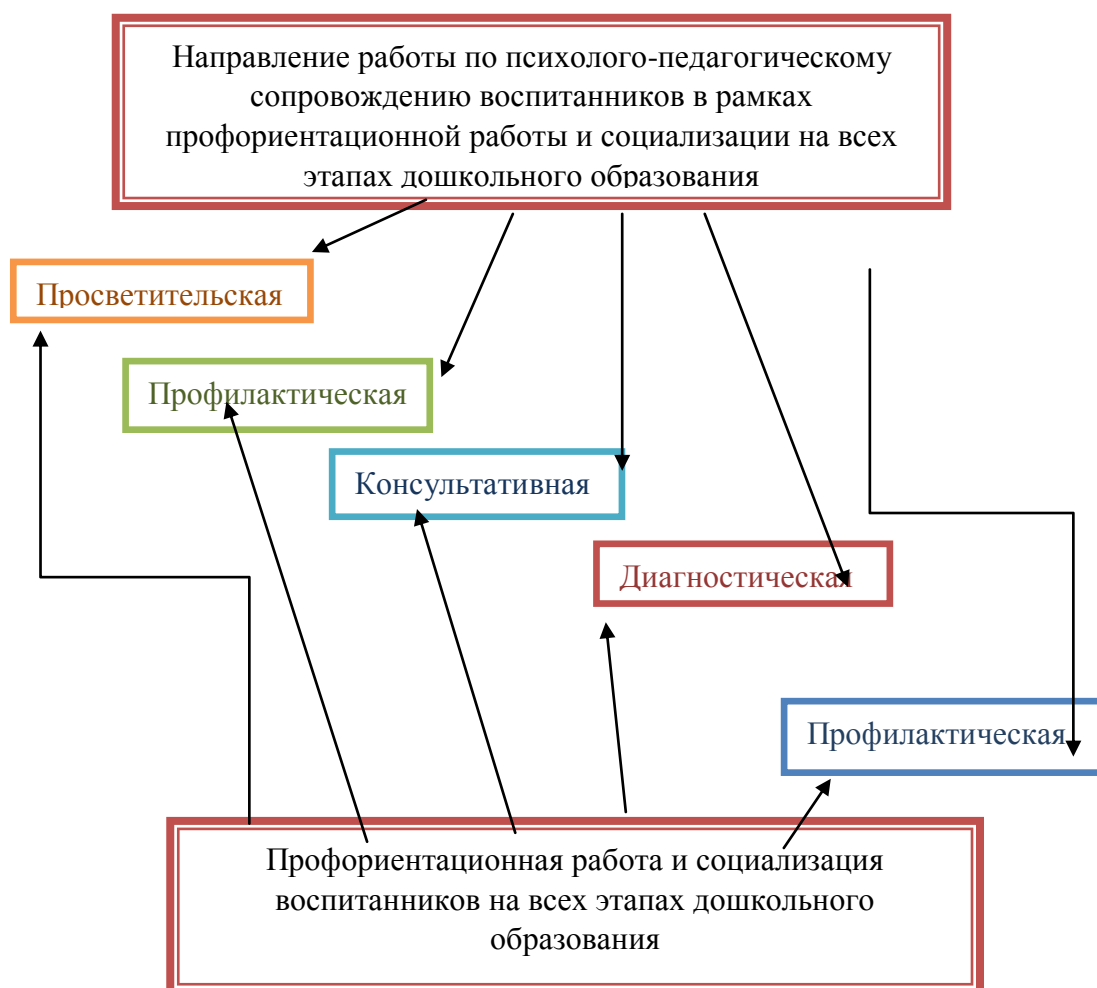 Направление работы по психолого-педагогическому
сопровождению воспитанников в рамках
профориентационной работы и социализации на всех
этапах дошкольного образования
Просветительская
Профилактическая
Консультативная
Диагностическая
Профилактическая
Профориентационная работа и социализация
воспитанников на всех этапах дошкольного
образования